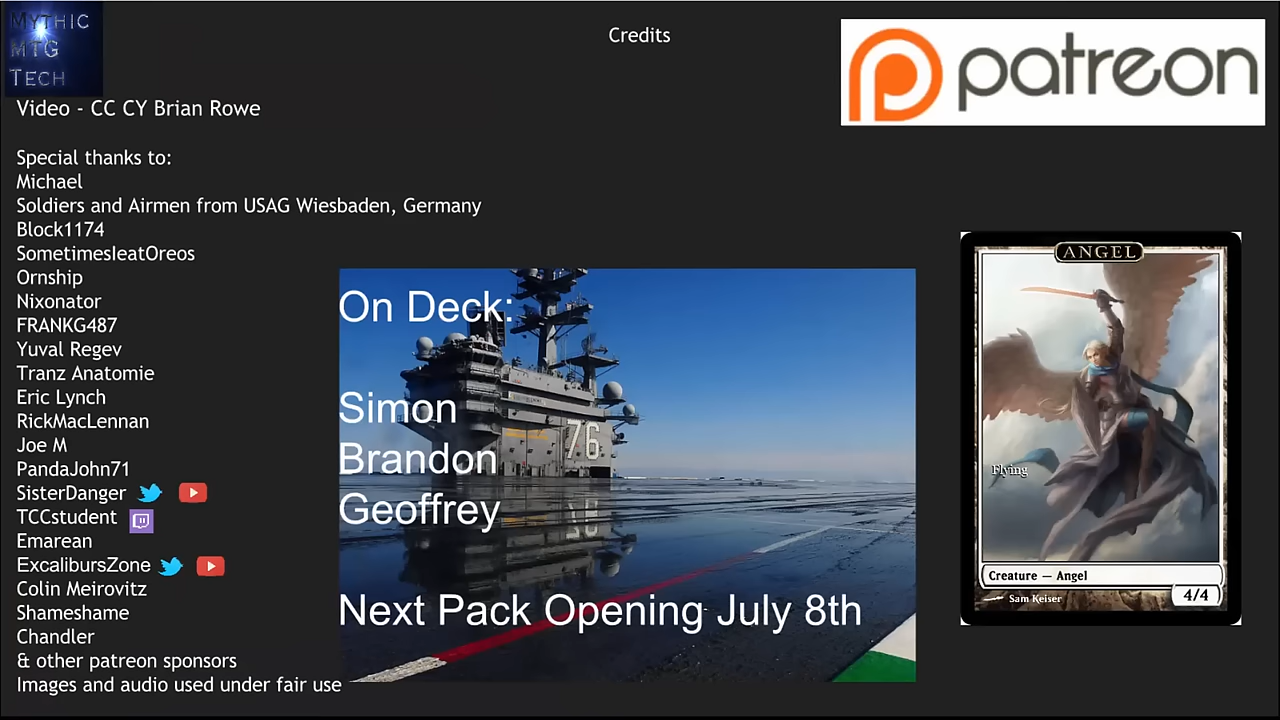 MYTHIC
MTG
TECH
Credits
patreon
Video - CC CY Brian Rowe
Special thanks to:
Michael
Soldiers and Airmen from USAG Wiesbaden, Germany
Block1174
SometimesIeatOreos
Ornship
Nixonator
FRANKG487
Yuval Regev
Tranz Anatomie
Eric Lynch
RickMacLennan
Joe M
PandaJohn71
SisterDanger
TCCstudent
Emarean
ExcalibursZone
Colin Meirovitz
Shameshame
Chandler
& other patreon sponsors
Images and audio used under fair use
On Deck:
Simon
Brandon
Geoffrey
Next Pack Opening July 8th
76
ANGEL
Flying
Creature — Angel
Sam Keiser
4/4